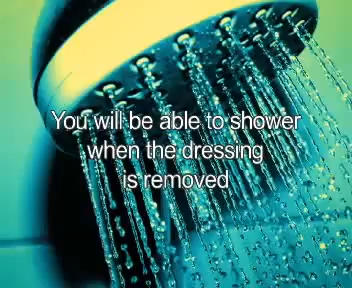 You will be able to shower
when the dressing
is removed